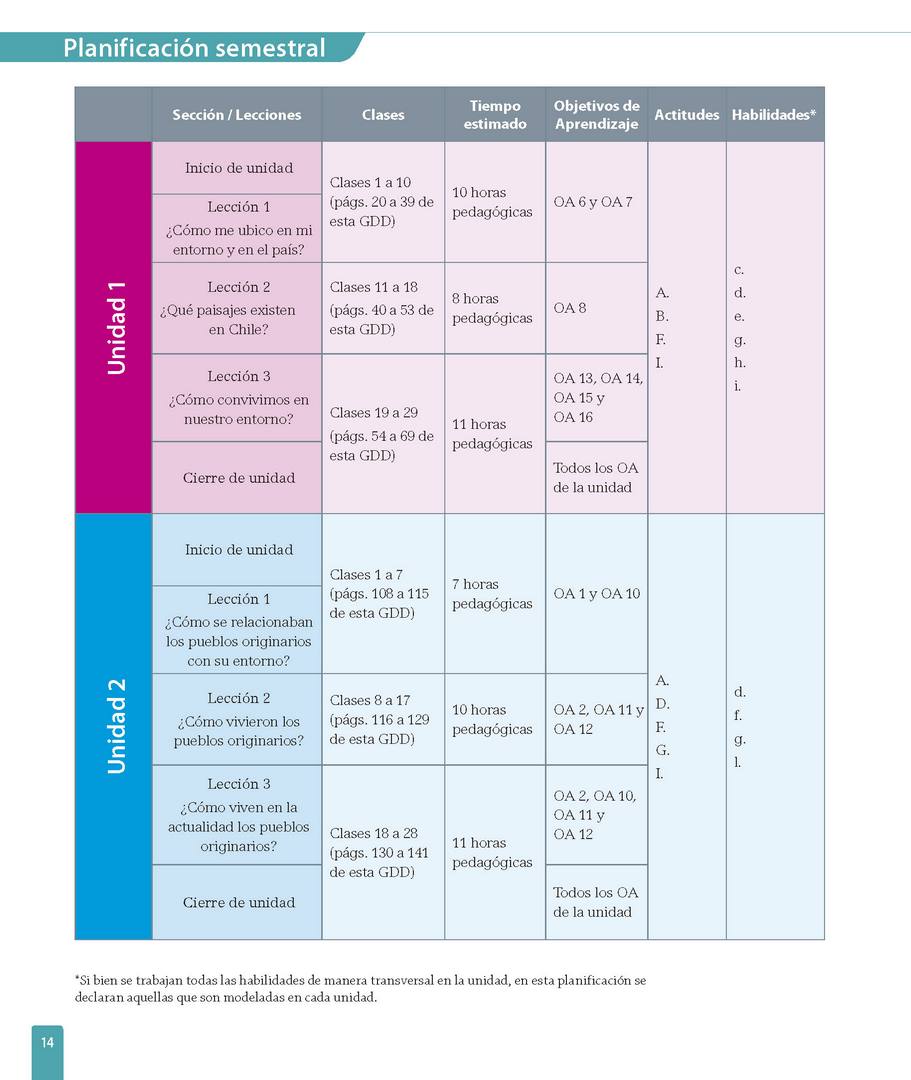 Planificación semestral
Sección / Lecciones
Clases
Tiempo
estimado
Objetivos de
Aprendizaje
Actitudes
Habilidades*
Unidad 1
Inicio de unidad
Lección 1
¿Cómo me ubico en mi
entorno y en el país?
Clases 1 a 10
(págs. 20 a 39 de
esta GDD)
10 horas
pedagógicas
OA 6 y OA 7
Lección 2
¿Qué paisajes existen
en Chile?
Clases 11 a 18
(págs. 40 a 53 de
esta GDD)
8 horas
pedagógicas
OA 8
Lección 3
¿Cómo convivimos en
nuestro entorno?
Cierre de unidad
Clases 19 a 29
(págs. 54 a 69 de
esta GDD)
11 horas
pedagógicas
OA 13, OA 14,
OA 15 y
OA 16
Todos los OA
de la unidad
A.
B.
F.
I.
c.
d.
e.
g.
h.
i.
Unidad 2
Inicio de unidad
Lección 1
¿Cómo se relacionaban
los pueblos originarios
con su entorno?
Clases 1 a 7
(págs. 108 a 115
de esta GDD)
7 horas
pedagógicas
OA 1 y OA 10
Lección 2
¿Cómo vivieron los
pueblos originarios?
Clases 8 a 17
(págs. 116 a 129
de esta GDD)
10 horas
pedagógicas
OA 2, OA 11 y
OA 12
Lección 3
¿Cómo viven en la
actualidad los pueblos
originarios?
Cierre de unidad
Clases 18 a 28
(págs. 130 a 141
de esta GDD)
11 horas
pedagógicas
OA 2, OA 10,
OA 11 y
OA 12
Todos los OA
de la unidad
A.
D.
F.
G.
I.
d.
f.
g.
l.
*Si bien se trabajan todas las habilidades de manera transversal en la unidad, en esta planificación se
declaran aquellas que son modeladas en cada unidad.
14